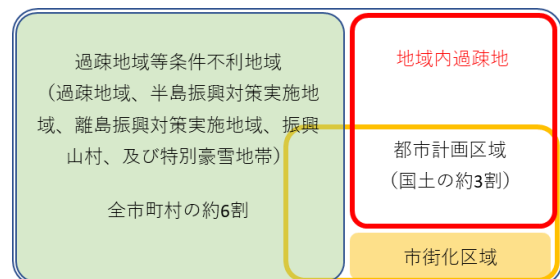 過疎地域等条件不利地域
（過疎地域、半島振興対策実施地
域、離島振興対策実施地域、振興
山村、及び特別豪雪地帯）
全市町村の約6割
地域内過疎地
都市計画区域
（国土の約3割）
市街化区域